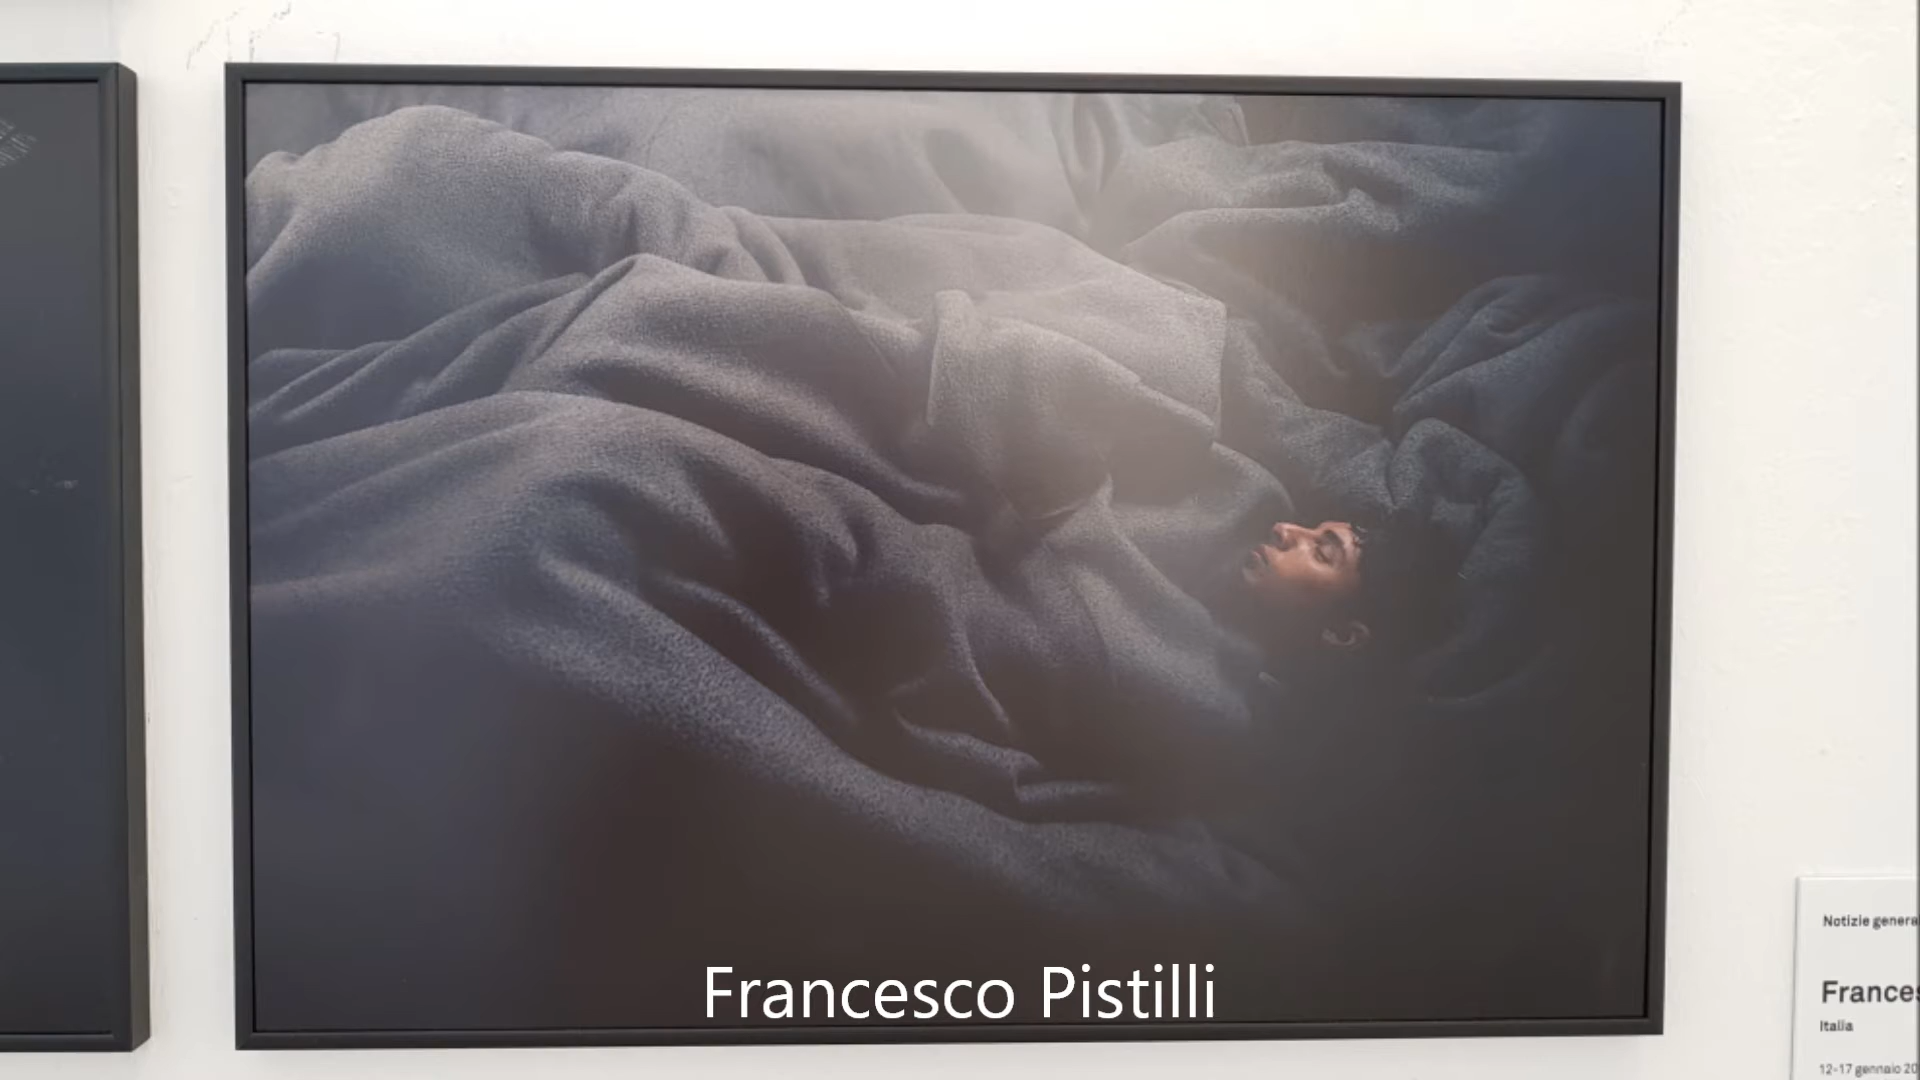 Notizie genera
Frances
Italia
12-17 gennaio 20
Francesco Pistilli